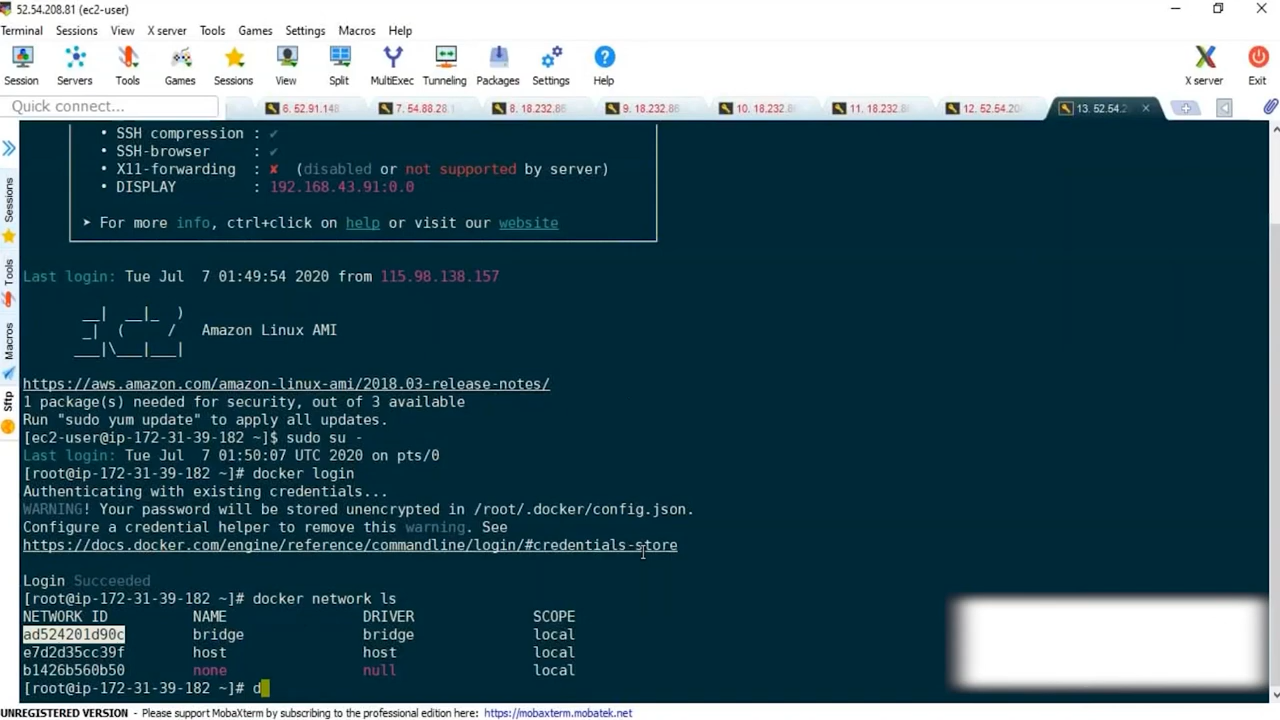 52.54.208.81 (ec2-user)
Terminal Sessions View X server Tools Games Settings Macros Help
Session Servers Tools Games Sessions View Split MultiExec Tunneling Packages Settings Help X server Exit
Quick connect... 6. 52.91.148 7. 54.88.28.1 8. 18.232.86 9. 18.232.86 10. 18.232.8 11. 18.232.8 12. 52.54.20 13. 52.54.2
• SSH compression : ✔
• SSH-browser : ✔
• X11-forwarding : ✘ (disabled or not supported by server)
• DISPLAY : 192.168.43.91:0.0
➤ For more info, ctrl+click on help or visit our website
Last login: Tue Jul 7 01:49:54 2020 from 115.98.138.157
__| __|_ )
_| ( / Amazon Linux AMI
___|\___|___|
https://aws.amazon.com/amazon-linux-ami/2018.03-release-notes/
1 package(s) needed for security, out of 3 available
Run "sudo yum update" to apply all updates.
[ec2-user@ip-172-31-39-182 ~]$ sudo su -
Last login: Tue Jul 7 01:50:07 UTC 2020 on pts/0
[root@ip-172-31-39-182 ~]# docker login
Authenticating with existing credentials...
WARNING! Your password will be stored unencrypted in /root/.docker/config.json.
Configure a credential helper to remove this warning. See
https://docs.docker.com/engine/reference/commandline/login/#credentials-store
Login Succeeded
[root@ip-172-31-39-182 ~]# docker network ls
NETWORK ID NAME DRIVER SCOPE
ad524201d90c bridge bridge local
e7d2d35cc39f host host local
b1426b560b50 none null local
[root@ip-172-31-39-182 ~]# d
Sessions
Tools
Macros
Sftp
UNREGISTERED VERSION - Please support MobaXterm by subscribing to the professional edition here: https://mobaxterm.mobatek.net